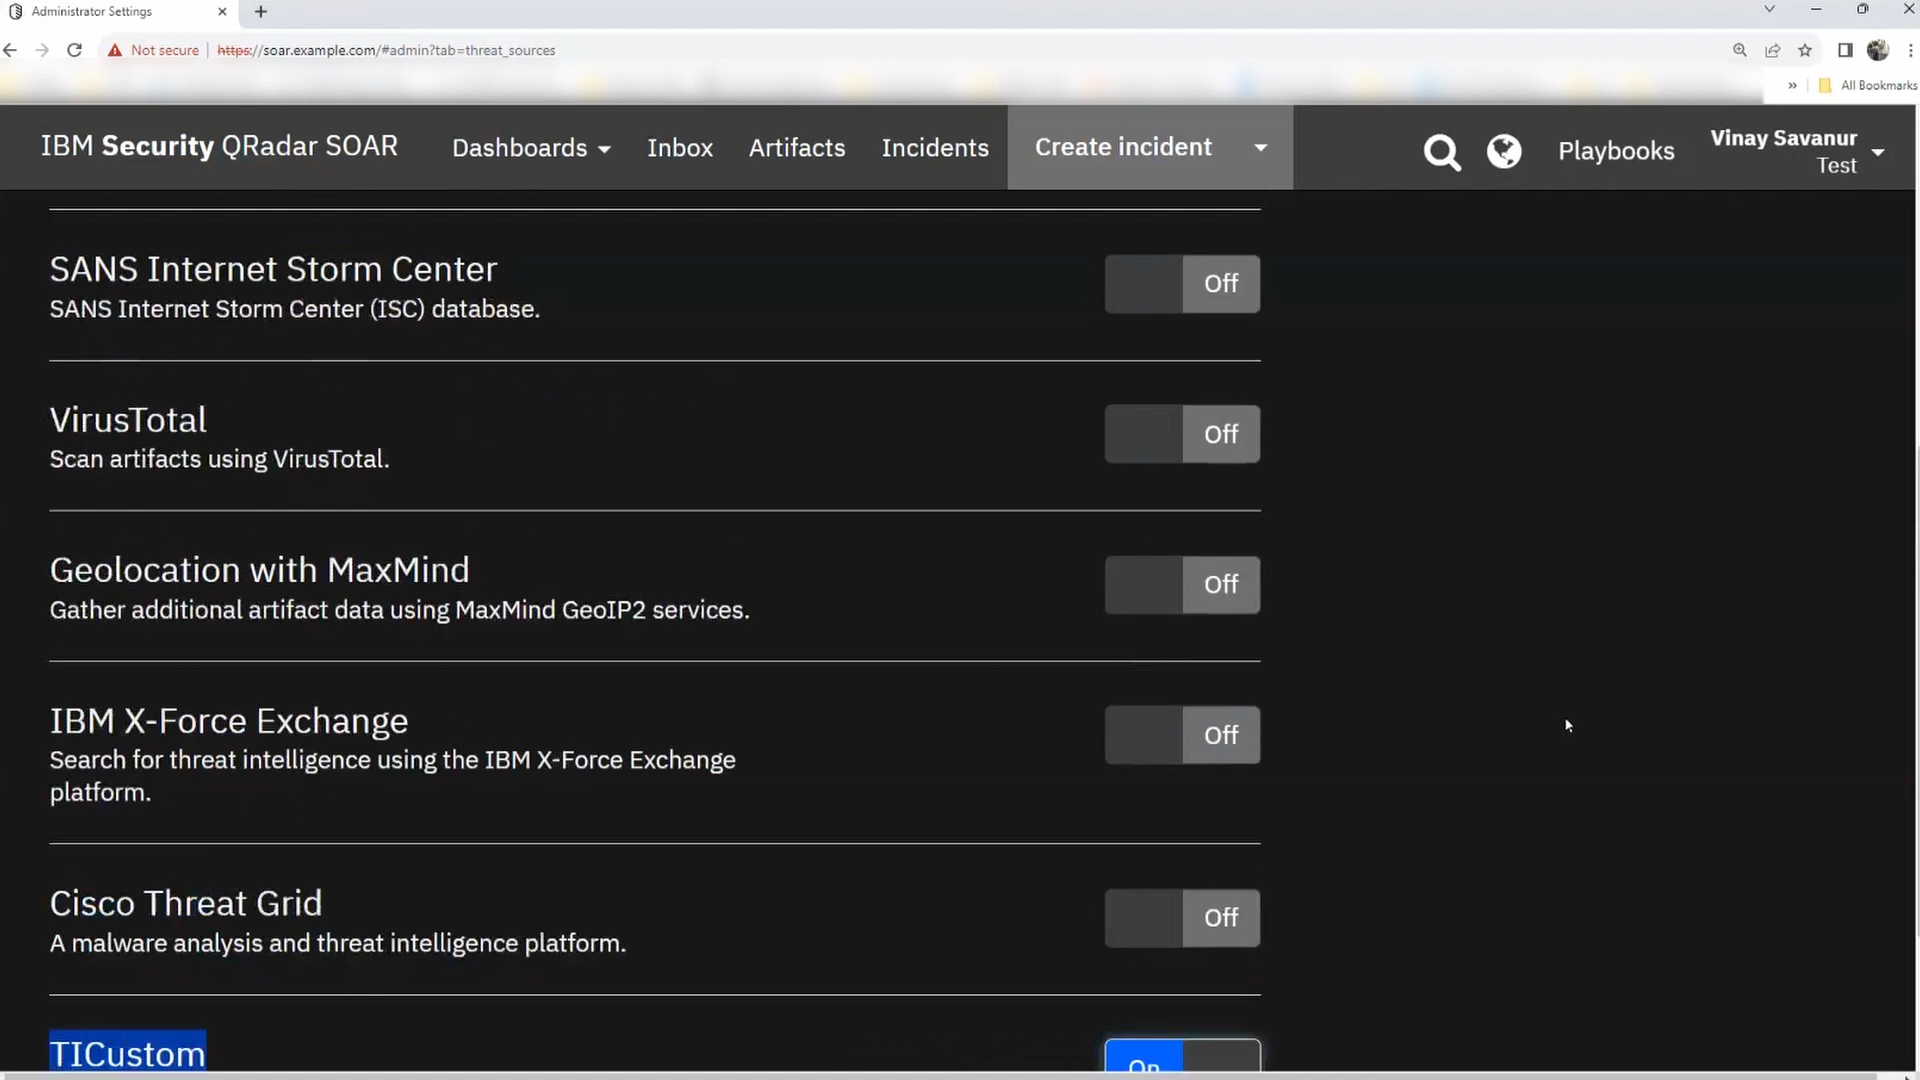 Administrator Settings
Not secure
https://soar.example.com/#admin?tab=threat_sources
All Bookmarks
IBM Security QRadar SOAR
Dashboards
Inbox
Artifacts
Incidents
Create incident
Playbooks
Vinay Savanur
Test
SANS Internet Storm Center
SANS Internet Storm Center (ISC) database.
Off
VirusTotal
Scan artifacts using VirusTotal.
Off
Geolocation with MaxMind
Gather additional artifact data using MaxMind GeoIP2 services.
Off
IBM X-Force Exchange
Search for threat intelligence using the IBM X-Force Exchange
platform.
Off
Cisco Threat Grid
A malware analysis and threat intelligence platform.
Off
TICustom
On